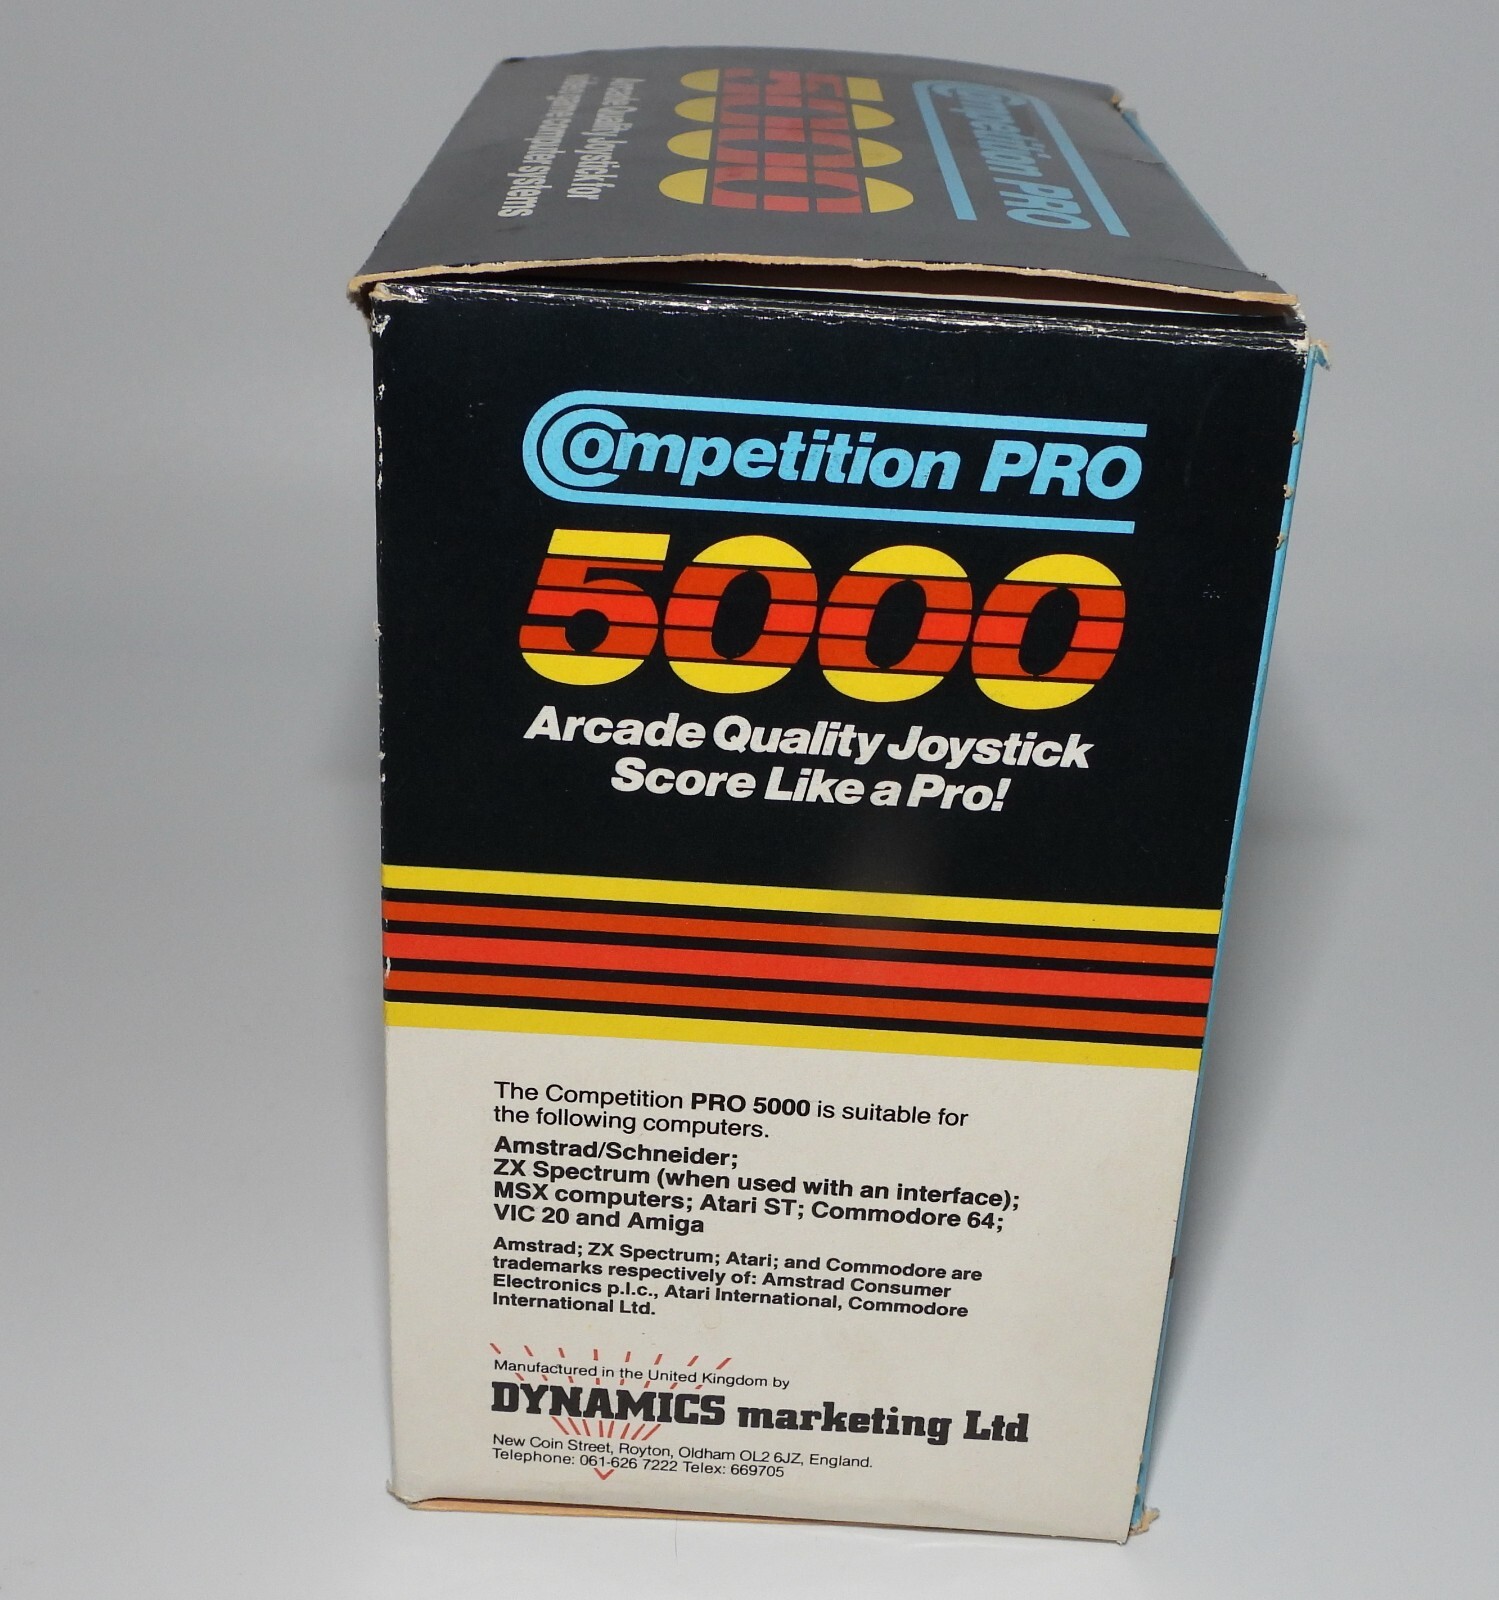 Competition PRO
5000
Arcade Quality Joystick for
video game computer systems
Competition PRO
5000
Arcade Quality Joystick
Score Like a Pro!
The Competition PRO 5000 is suitable for
the following computers.
Amstrad/Schneider;
ZX Spectrum (when used with an interface);
MSX computers; Atari ST; Commodore 64;
VIC 20 and Amiga
Amstrad; ZX Spectrum; Atari; and Commodore are
trademarks respectively of: Amstrad Consumer
Electronics p.l.c., Atari International, Commodore
International Ltd.
Manufactured in the United Kingdom by
DYNAMICS marketing Ltd
New Coin Street, Royton, Oldham OL2 6JZ, England.
Telephone: 061-626 7222 Telex: 669705